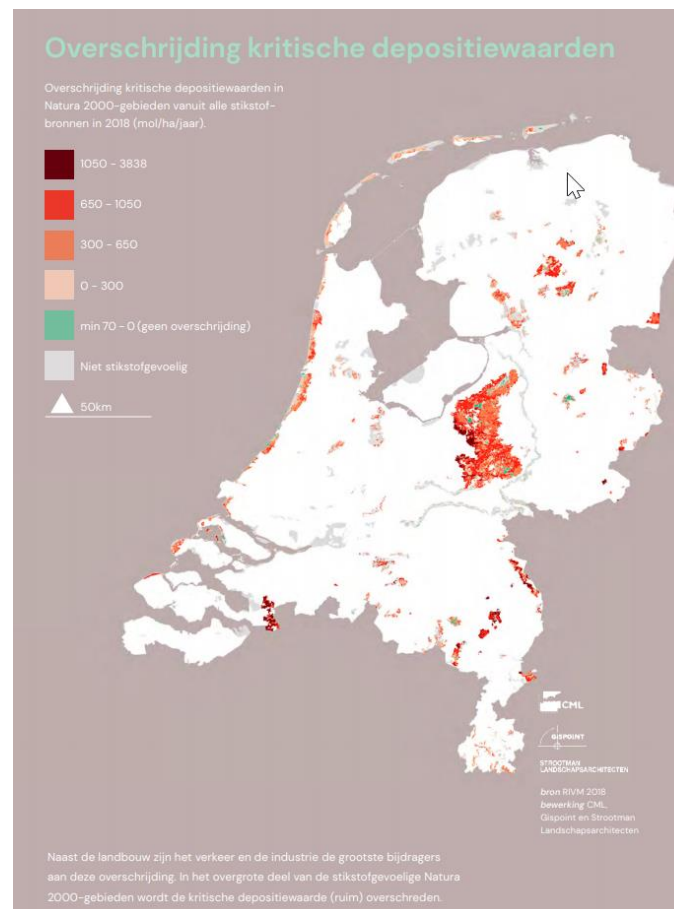 Overschrijding kritische depositiewaarden
Overschrijding kritische depositiewaarden in
Natura 2000-gebieden vanuit alle stikstof-
bronnen in 2018 (mol/ha/jaar).
1050 - 3838
650 - 1050
300 - 650
0 - 300
min 70 - 0 (geen overschrijding)
Niet stikstofgevoelig
50km
CML
GISPOINT
STROOTMAN
LANDSCHAPSARCHITECTEN
bron RIVM 2018
bewerking CML,
Gispoint en Strootman
Landschapsarchitecten
Naast de landbouw zijn het verkeer en de industrie de grootste bijdragers
aan deze overschrijding. In het overgrote deel van de stikstofgevoelige Natura
2000-gebieden wordt de kritische depositiewaarde (ruim) overschreden.